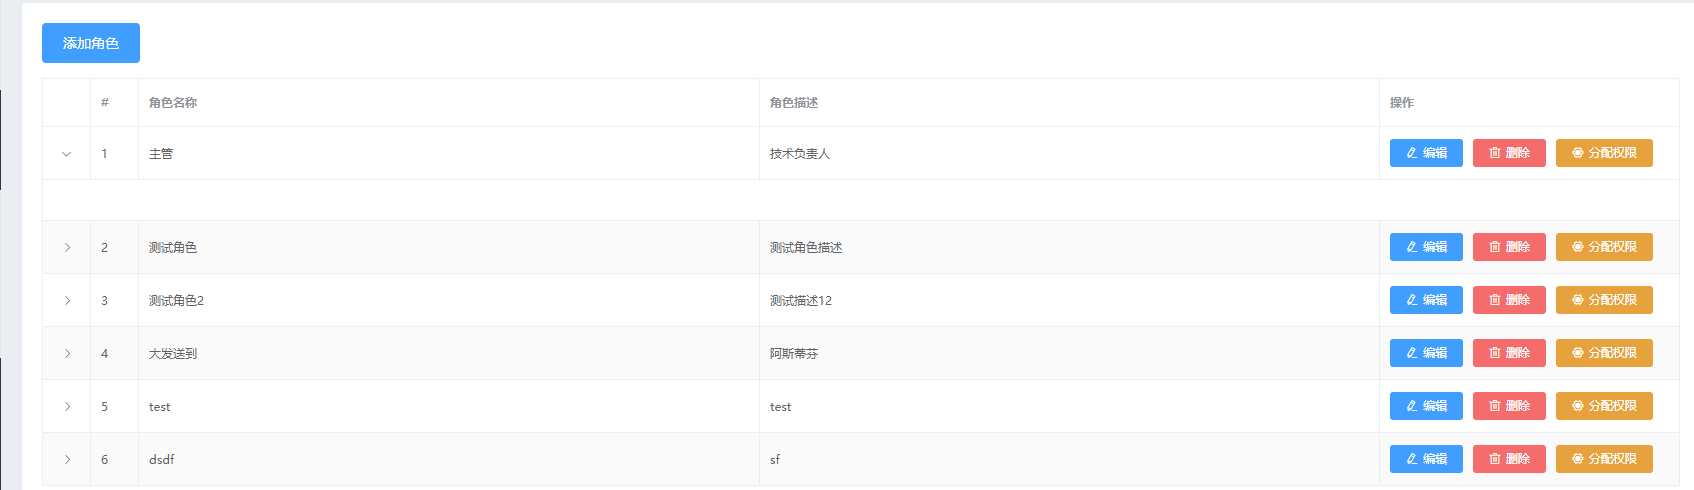 添加角色
# 角色名称 角色描述 操作
1 主管 技术负责人 编辑 删除 分配权限
2 测试角色 测试角色描述 编辑 删除 分配权限
3 测试角色2 测试描述12 编辑 删除 分配权限
4 大发送到 阿斯蒂芬 编辑 删除 分配权限
5 test test 编辑 删除 分配权限
6 dsdf sf 编辑 删除 分配权限